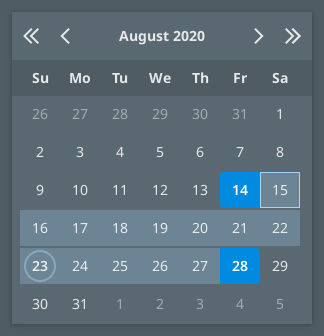 August 2020
Su Mo Tu We Th Fr Sa
26 27 28 29 30 31 1
2 3 4 5 6 7 8
9 10 11 12 13 14 15
16 17 18 19 20 21 22
23 24 25 26 27 28 29
30 31 1 2 3 4 5